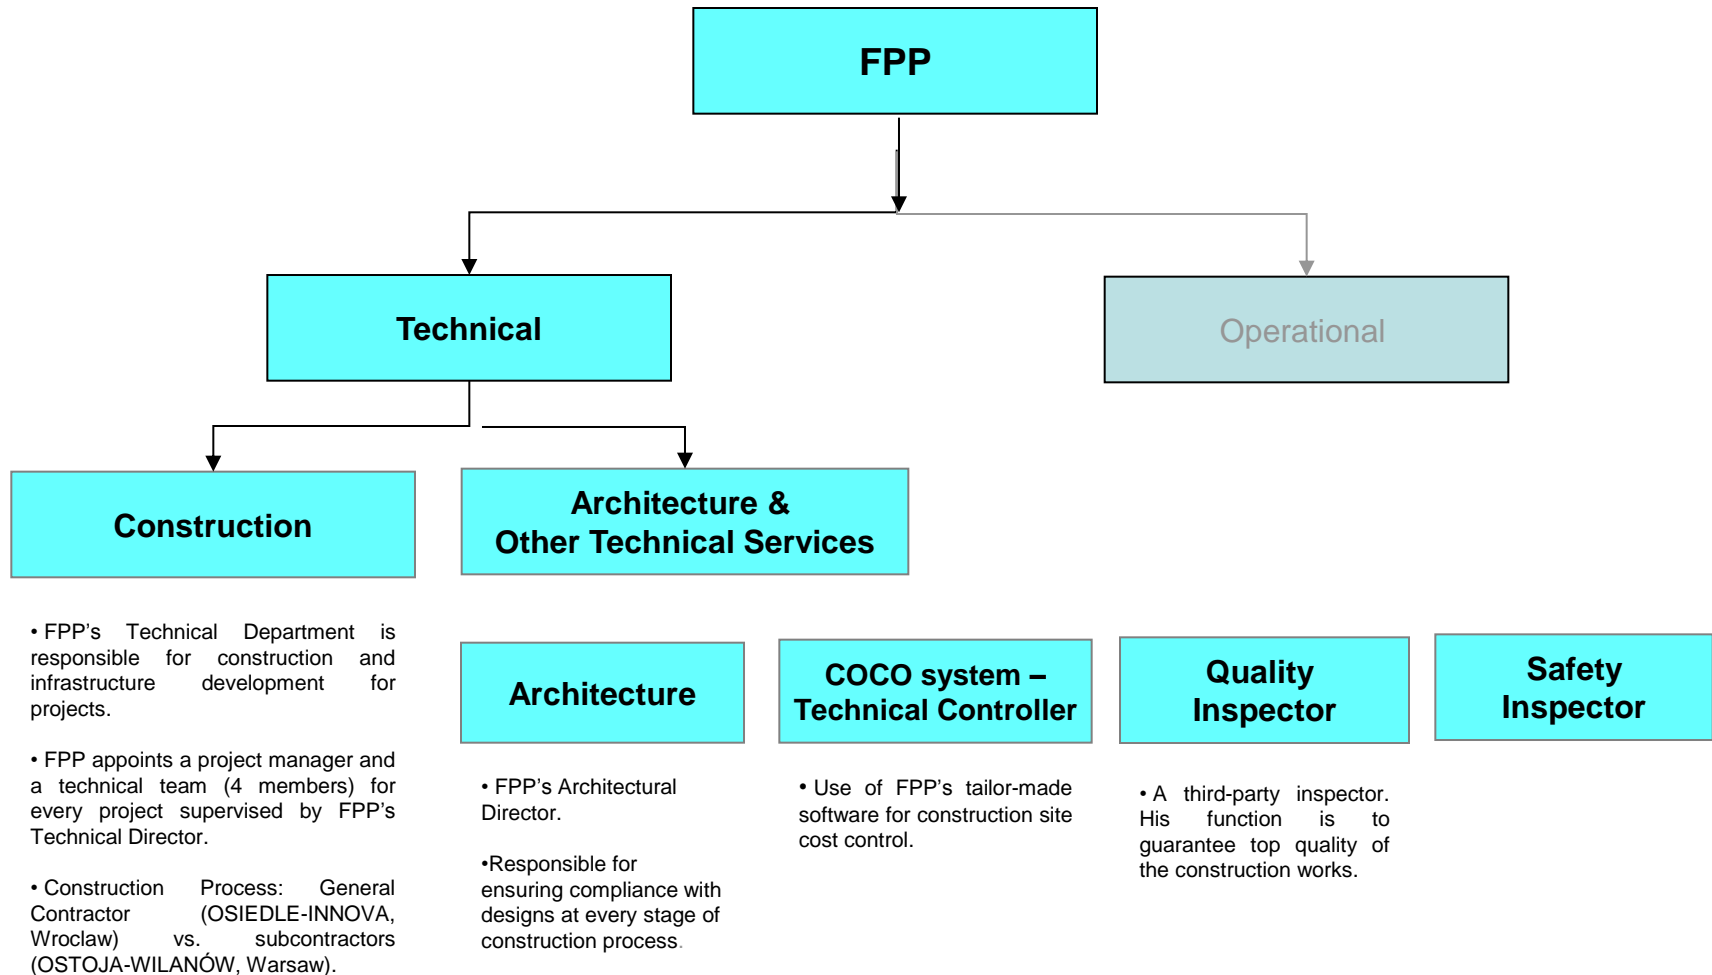 FPP
Technical
Operational
Construction
Architecture &
Other Technical Services
• FPP’s Technical Department is
responsible for construction and
infrastructure development for
projects.
• FPP appoints a project manager and
a technical team (4 members) for
every project supervised by FPP’s
Technical Director.
• Construction Process: General
Contractor (OSIEDLE-INNOVA,
Wroclaw) vs. subcontractors
(OSTOJA-WILANÓW, Warsaw).
Architecture
• FPP’s Architectural
Director.
•Responsible for
ensuring compliance with
designs at every stage of
construction process.
COCO system –
Technical Controller
• Use of FPP’s tailor-made
software for construction site
cost control.
Quality
Inspector
• A third-party inspector.
His function is to
guarantee top quality of
the construction works.
Safety
Inspector